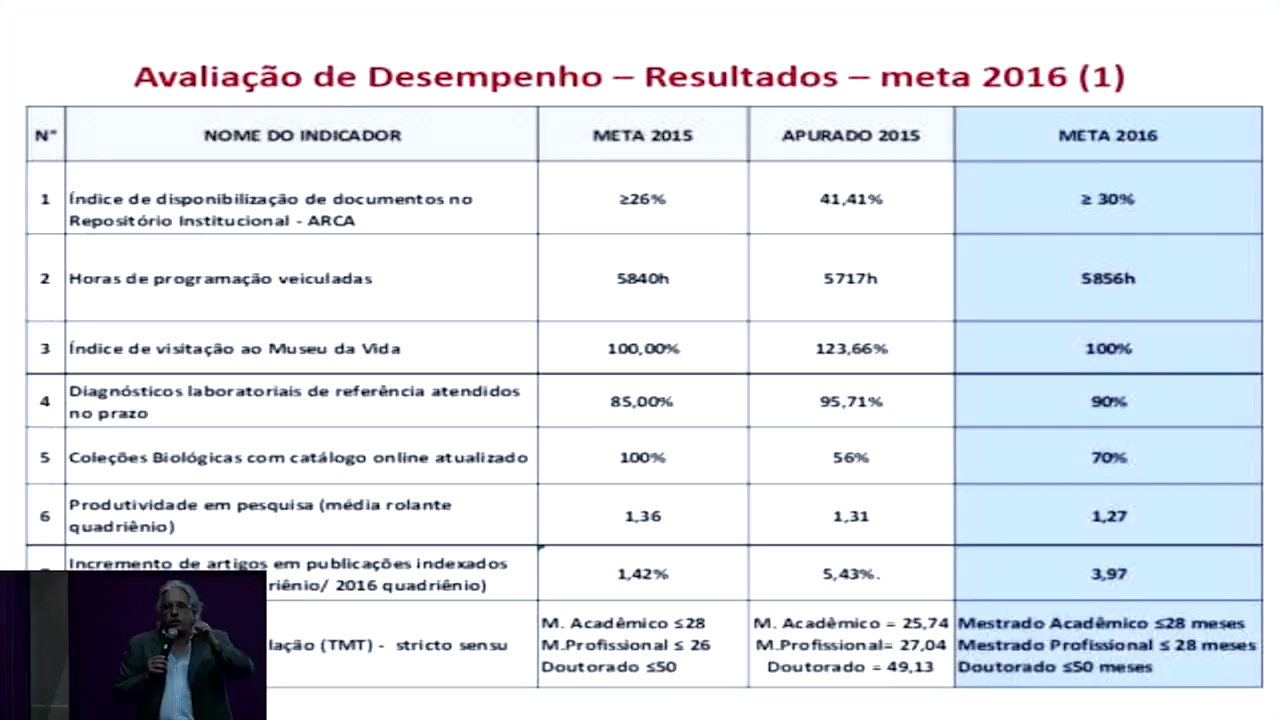 Avaliação de Desempenho – Resultados – meta 2016 (1)
N° NOME DO INDICADOR META 2015 APURADO 2015 META 2016
1 Índice de disponibilização de documentos no Repositório Institucional - ARCA ≥26% 41,41% ≥ 30%
2 Horas de programação veiculadas 5840h 5717h 5856h
3 Índice de visitação ao Museu da Vida 100,00% 123,66% 100%
4 Diagnósticos laboratoriais de referência atendidos no prazo 85,00% 95,71% 90%
5 Coleções Biológicas com catálogo online atualizado 100% 56% 70%
6 Produtividade em pesquisa (média rolante quadriênio) 1,36 1,31 1,27
Incremento de artigos em publicações indexados
riênio/ 2016 quadriênio) 1,42% 5,43%. 3,97
M. Acadêmico ≤28 M. Acadêmico = 25,74 Mestrado Acadêmico ≤28 meses
lação (TMT) - stricto sensu M.Profissional ≤ 26 M.Profissional= 27,04 Mestrado Profissional ≤ 28 meses
Doutorado ≤50 Doutorado = 49,13 Doutorado ≤50 meses